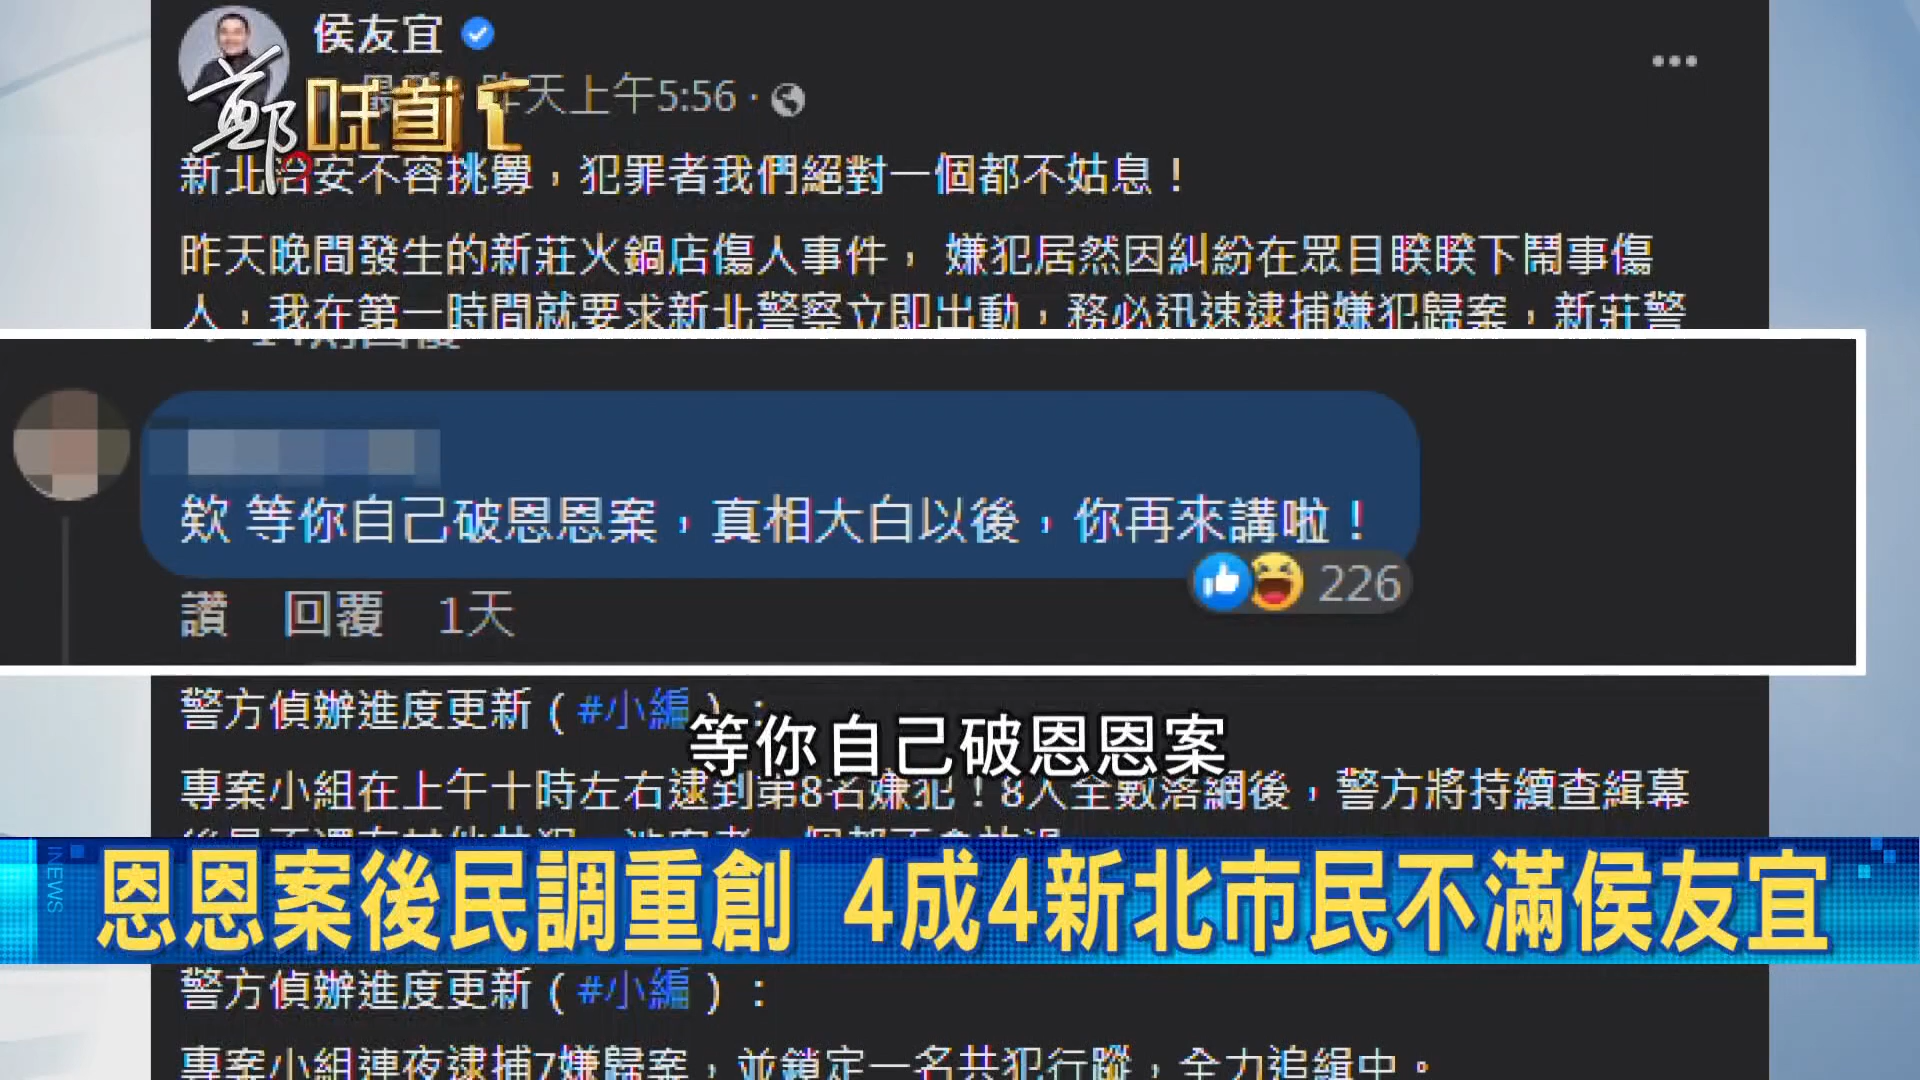 侯友宜
昨天上午5:56
新北治安不容挑釁，犯罪者我們絕對一個都不姑息！
昨天晚間發生的新莊火鍋店傷人事件， 嫌犯居然因糾紛在眾目睽睽下鬧事傷
人，我在第一時間就要求新北警察立即出動，務必迅速逮捕嫌犯歸案，新莊警
欸 等你自己破恩恩案，真相大白以後，你再來講啦！
226
讚 回覆 1天
警方偵辦進度更新（#小編）：
等你自己破恩恩案
專案小組在上午十時左右逮到第8名嫌犯！8人全數落網後，警方將持續查緝幕
INEWS
恩恩案後民調重創 4成4新北市民不滿侯友宜
警方偵辦進度更新（#小編）：
專案小組連夜逮捕7嫌歸案，並鎖定一名共犯行蹤，全力追緝中。